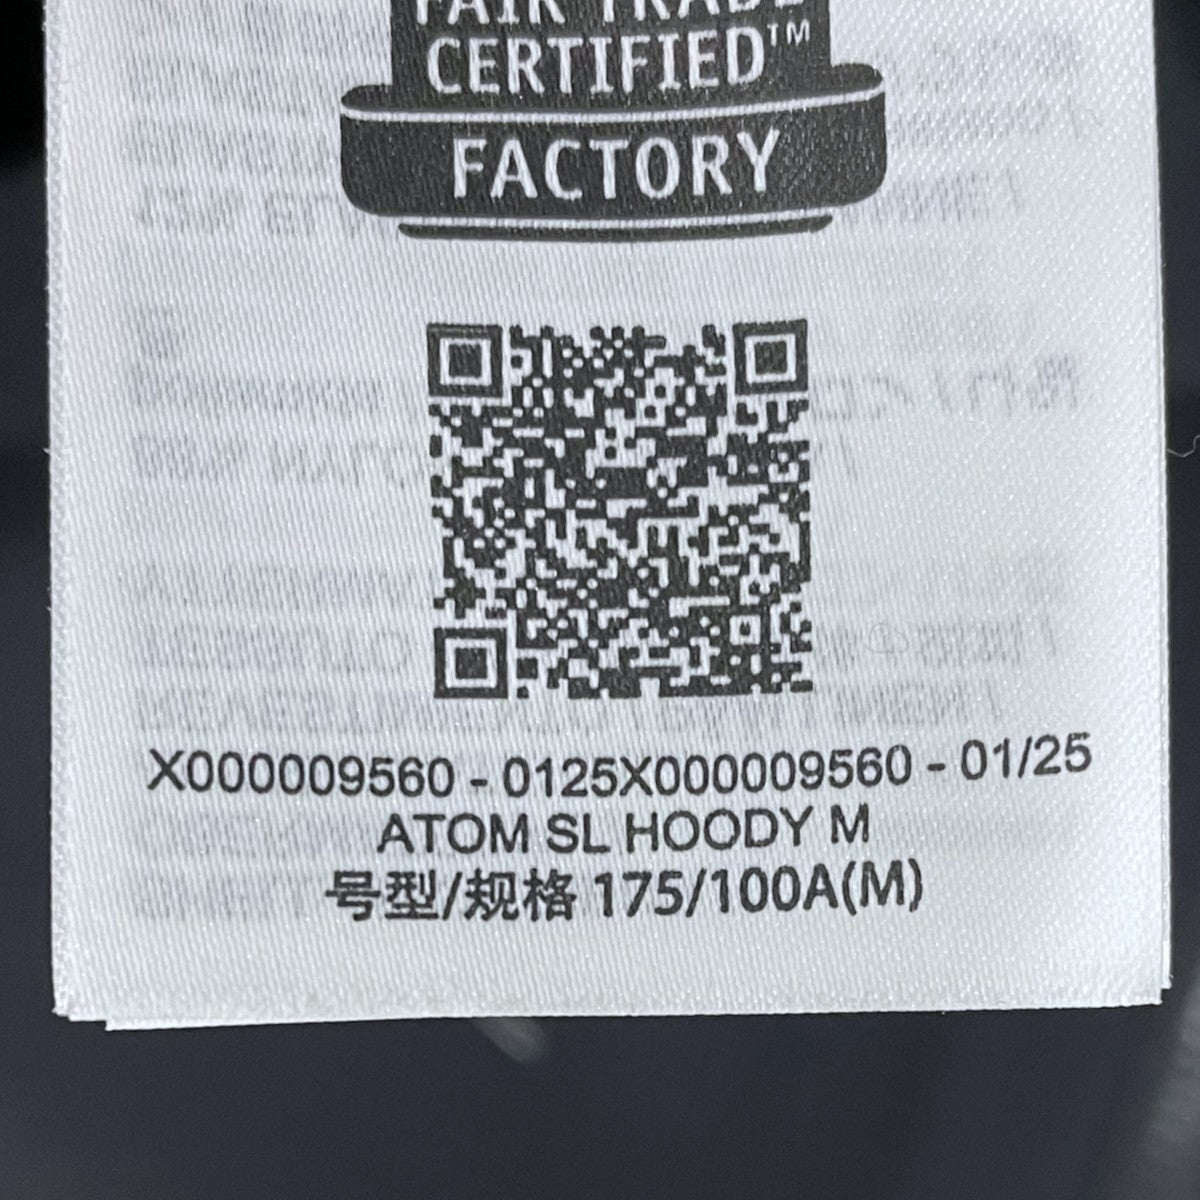 FAIR TRADE
CERTIFIED™
FACTORY
X000009560 - 0125X000009560 - 01/25
ATOM SL HOODY M
号型/规格 175/100A(M)